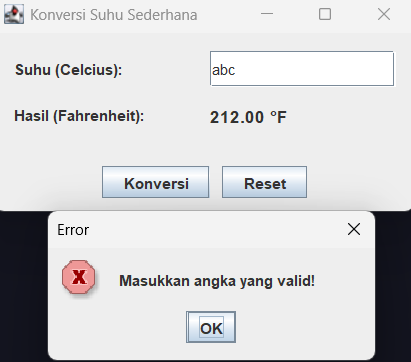 Konversi Suhu Sederhana
Suhu (Celcius): abc
Hasil (Fahrenheit): 212.00 °F
Konversi Reset
Error
Masukkan angka yang valid!
OK